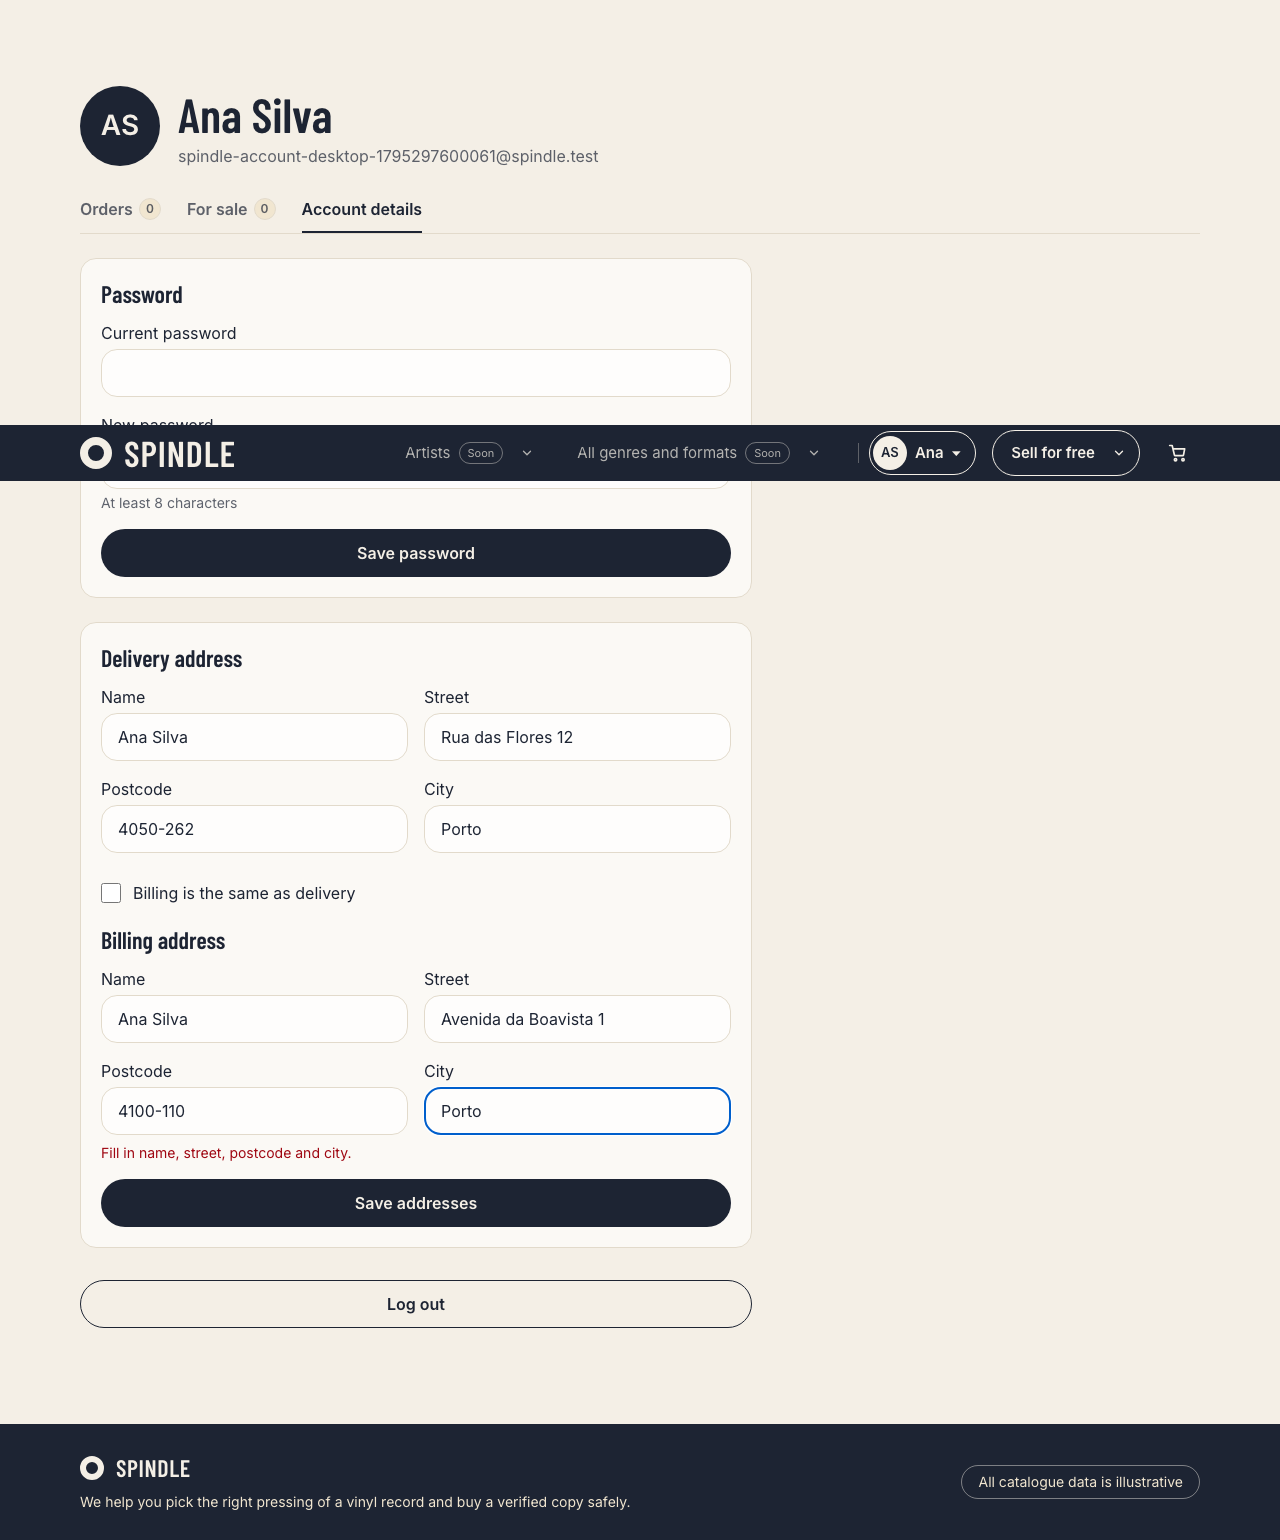 AS
Ana Silva
spindle-account-desktop-1795297600061@spindle.test
Orders 0 For sale 0 Account details
Password
Current password
New password
SPINDLE Artists Soon All genres and formats Soon AS Ana Sell for free
At least 8 characters
Save password
Delivery address
Name Street
Ana Silva Rua das Flores 12
Postcode City
4050-262 Porto
Billing is the same as delivery
Billing address
Name Street
Ana Silva Avenida da Boavista 1
Postcode City
4100-110 Porto
Fill in name, street, postcode and city.
Save addresses
Log out
SPINDLE
We help you pick the right pressing of a vinyl record and buy a verified copy safely.
All catalogue data is illustrative